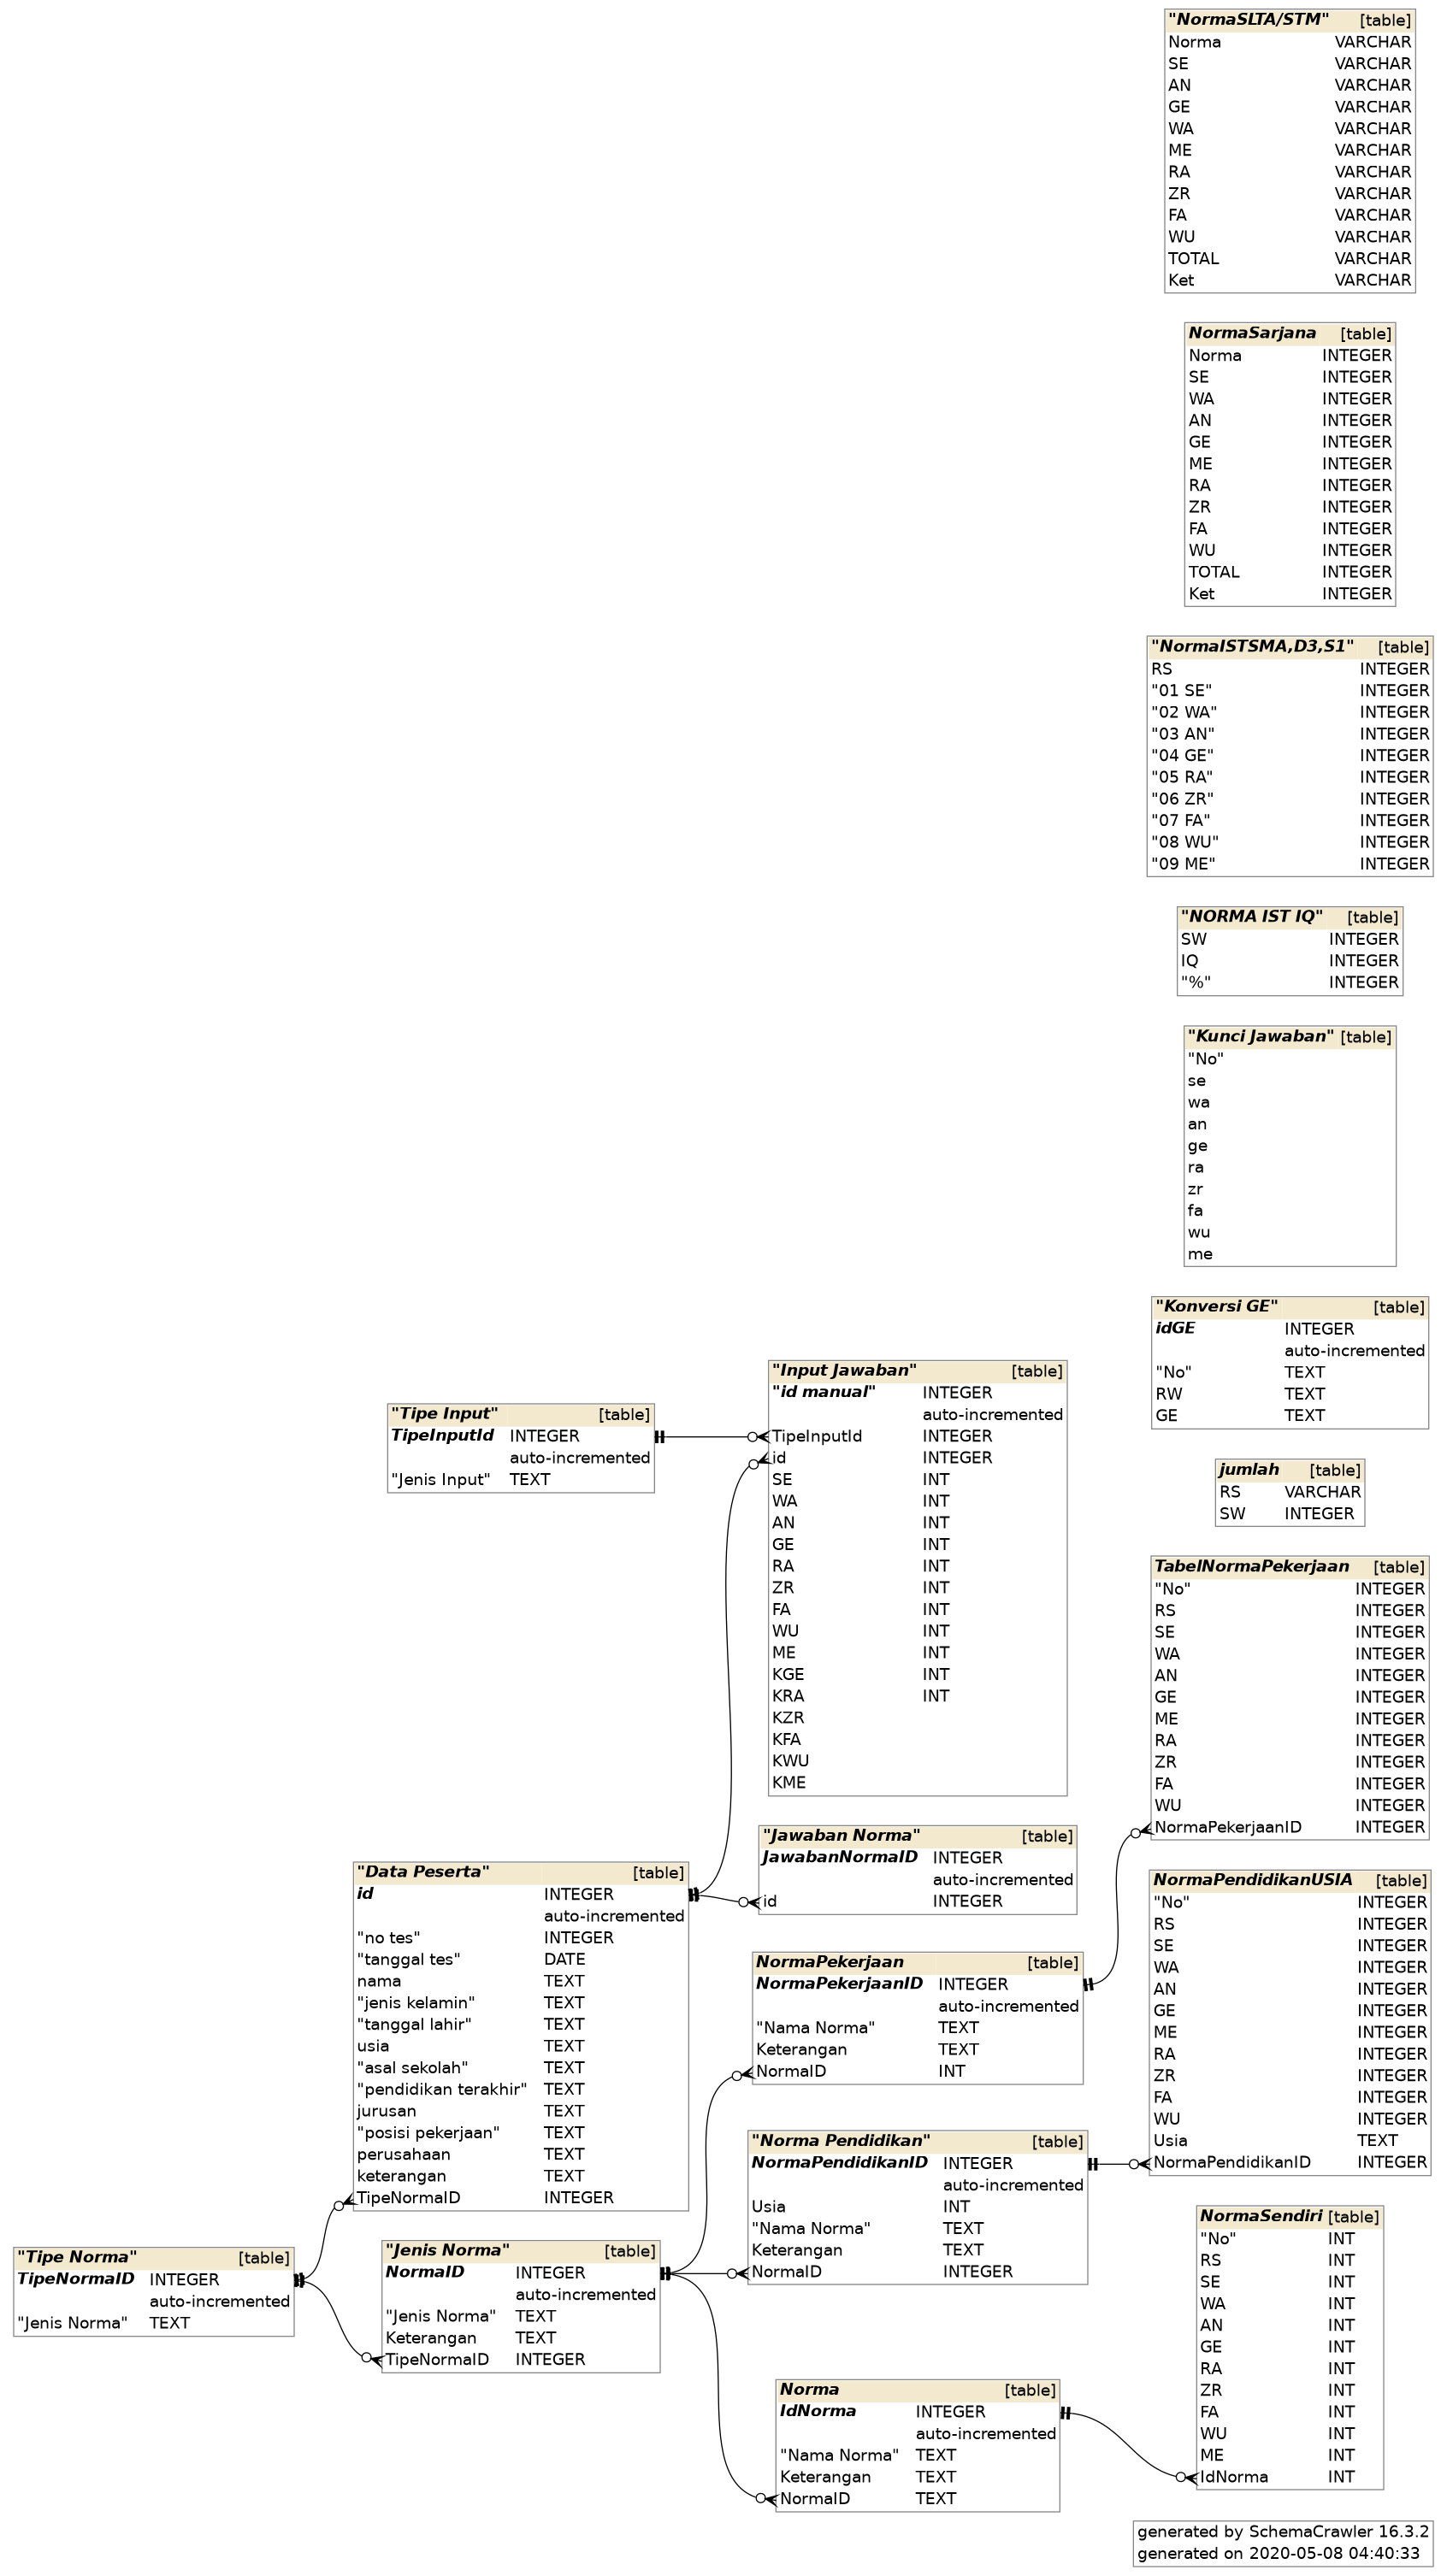 "NormaSLTA/STM" [table]
Norma VARCHAR
SE VARCHAR
AN VARCHAR
GE VARCHAR
WA VARCHAR
ME VARCHAR
RA VARCHAR
ZR VARCHAR
FA VARCHAR
WU VARCHAR
TOTAL VARCHAR
Ket VARCHAR
NormaSarjana [table]
Norma INTEGER
SE INTEGER
WA INTEGER
AN INTEGER
GE INTEGER
ME INTEGER
RA INTEGER
ZR INTEGER
FA INTEGER
WU INTEGER
TOTAL INTEGER
Ket INTEGER
"NormaISTSMA,D3,S1" [table]
RS INTEGER
"01 SE" INTEGER
"02 WA" INTEGER
"03 AN" INTEGER
"04 GE" INTEGER
"05 RA" INTEGER
"06 ZR" INTEGER
"07 FA" INTEGER
"08 WU" INTEGER
"09 ME" INTEGER
"NORMA IST IQ" [table]
SW INTEGER
IQ INTEGER
"%" INTEGER
"Kunci Jawaban" [table]
"No"
se
wa
an
ge
ra
zr
fa
wu
me
"Konversi GE" [table]
idGE INTEGER
auto-incremented
"No" TEXT
RW TEXT
GE TEXT
jumlah [table]
RS VARCHAR
SW INTEGER
"Tipe Input" [table]
TipeInputId INTEGER
auto-incremented
"Jenis Input" TEXT
"Input Jawaban" [table]
"id manual" INTEGER
auto-incremented
TipeInputId INTEGER
id INTEGER
SE INT
WA INT
AN INT
GE INT
RA INT
ZR INT
FA INT
WU INT
ME INT
KGE INT
KRA INT
KZR
KFA
KWU
KME
TabelNormaPekerjaan [table]
"No" INTEGER
RS INTEGER
SE INTEGER
WA INTEGER
AN INTEGER
GE INTEGER
ME INTEGER
RA INTEGER
ZR INTEGER
FA INTEGER
WU INTEGER
NormaPekerjaanID INTEGER
"Data Peserta" [table]
id INTEGER
auto-incremented
"no tes" INTEGER
"tanggal tes" DATE
nama TEXT
"jenis kelamin" TEXT
"tanggal lahir" TEXT
usia TEXT
"asal sekolah" TEXT
"pendidikan terakhir" TEXT
jurusan TEXT
"posisi pekerjaan" TEXT
perusahaan TEXT
keterangan TEXT
TipeNormaID INTEGER
"Jawaban Norma" [table]
JawabanNormaID INTEGER
auto-incremented
id INTEGER
NormaPekerjaan [table]
NormaPekerjaanID INTEGER
auto-incremented
"Nama Norma" TEXT
Keterangan TEXT
NormaID INT
NormaPendidikanUSIA [table]
"No" INTEGER
RS INTEGER
SE INTEGER
WA INTEGER
AN INTEGER
GE INTEGER
ME INTEGER
RA INTEGER
ZR INTEGER
FA INTEGER
WU INTEGER
Usia TEXT
NormaPendidikanID INTEGER
"Norma Pendidikan" [table]
NormaPendidikanID INTEGER
auto-incremented
Usia INT
"Nama Norma" TEXT
Keterangan TEXT
NormaID INTEGER
"Tipe Norma" [table]
TipeNormaID INTEGER
auto-incremented
"Jenis Norma" TEXT
"Jenis Norma" [table]
NormaID INTEGER
auto-incremented
"Jenis Norma" TEXT
Keterangan TEXT
TipeNormaID INTEGER
Norma [table]
IdNorma INTEGER
auto-incremented
"Nama Norma" TEXT
Keterangan TEXT
NormaID TEXT
NormaSendiri [table]
"No" INT
RS INT
SE INT
WA INT
AN INT
GE INT
RA INT
ZR INT
FA INT
WU INT
ME INT
IdNorma INT
generated by SchemaCrawler 16.3.2
generated on 2020-05-08 04:40:33